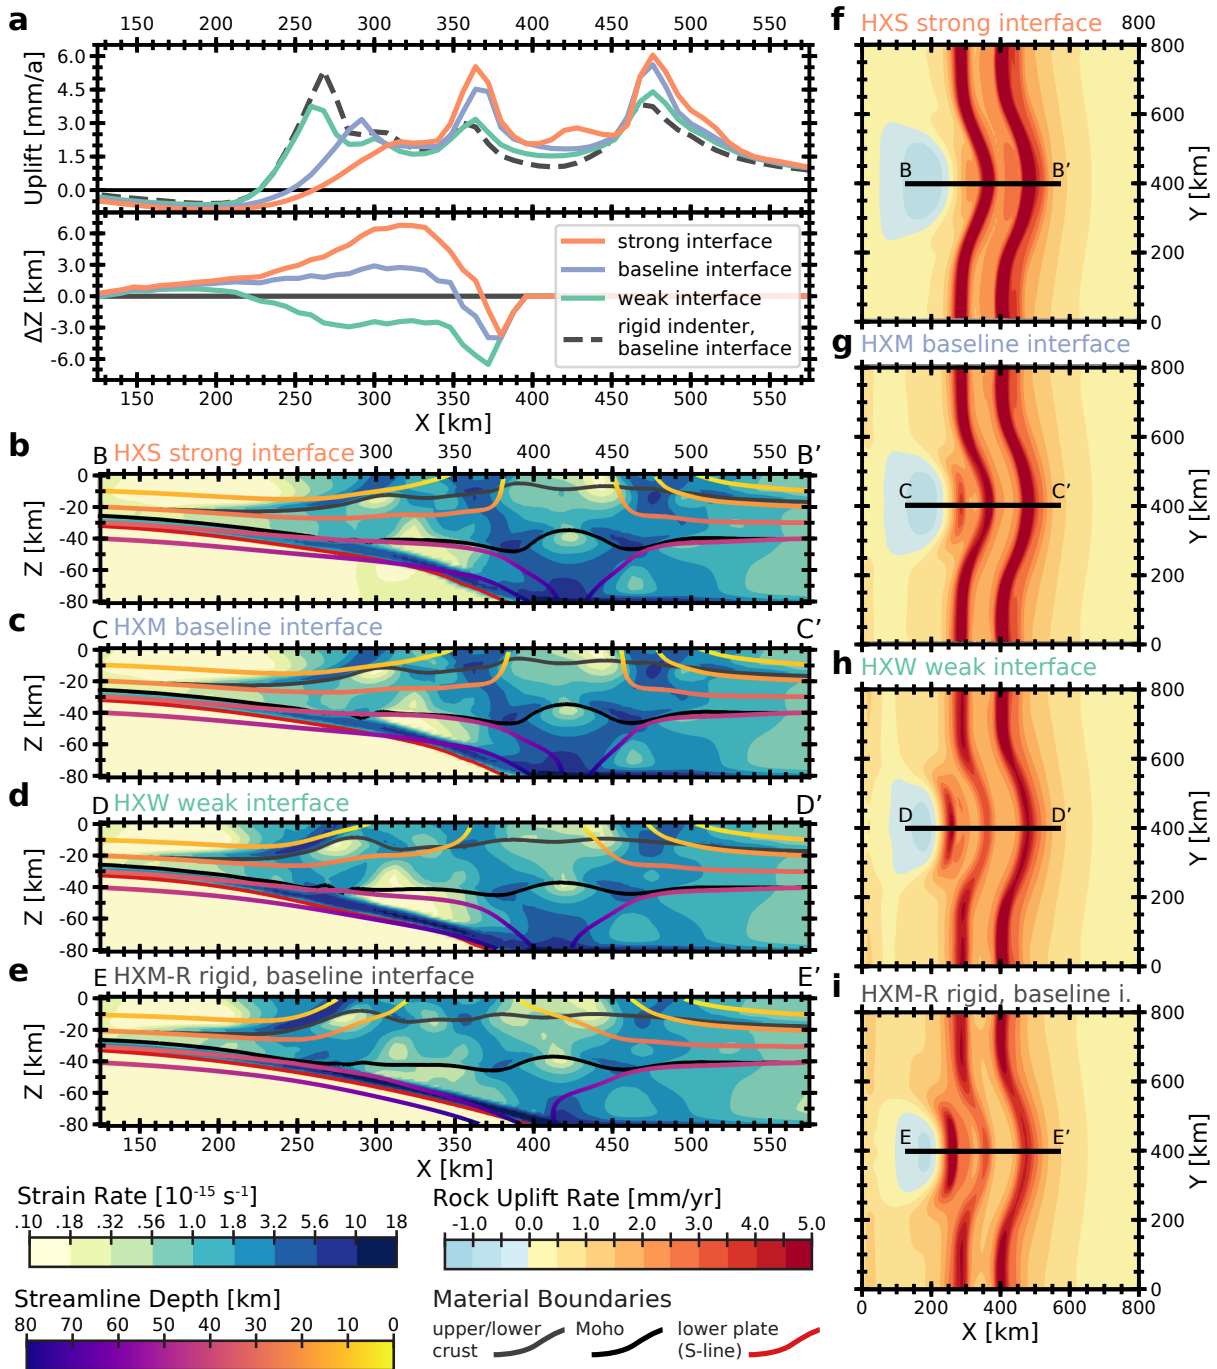 a
150 200 250 300 350 400 450 500 550
Uplift [mm/a]
6.0
4.5
3.0
1.5
0.0
ΔZ [km]
6.0
3.0
0.0
-3.0
-6.0
strong interface
baseline interface
weak interface
rigid indenter,
baseline interface
150 200 250 300 350 400 450 500 550
X [km]
b
B HXS strong interface 300 350 400 450 500 550 B’
Z [km]
0
-20
-40
-60
-80
c
C HXM baseline interface C’
Z [km]
0
-20
-40
-60
-80
d
D HXW weak interface D’
Z [km]
0
-20
-40
-60
-80
e
E HXM-R rigid, baseline interface E’
Z [km]
0
-20
-40
-60
-80
150 200 250 300 350 400 450 500 550
X [km]
Strain Rate [10⁻¹⁵ s⁻¹]
.10 .18 .32 .56 1.0 1.8 3.2 5.6 10 18
Rock Uplift Rate [mm/yr]
-1.0 0.0 1.0 2.0 3.0 4.0 5.0
Streamline Depth [km]
80 70 60 50 40 30 20 10 0
Material Boundaries
upper/lower
crust
Moho
lower plate
(S-line)
f
HXS strong interface
800
B B’
800
600
400
200
0
Y [km]
g
HXM baseline interface
C C’
800
600
400
200
0
Y [km]
h
HXW weak interface
D D’
800
600
400
200
0
Y [km]
i
HXM-R rigid, baseline i.
E E’
800
600
400
200
0
Y [km]
0 200 400 600 800
X [km]